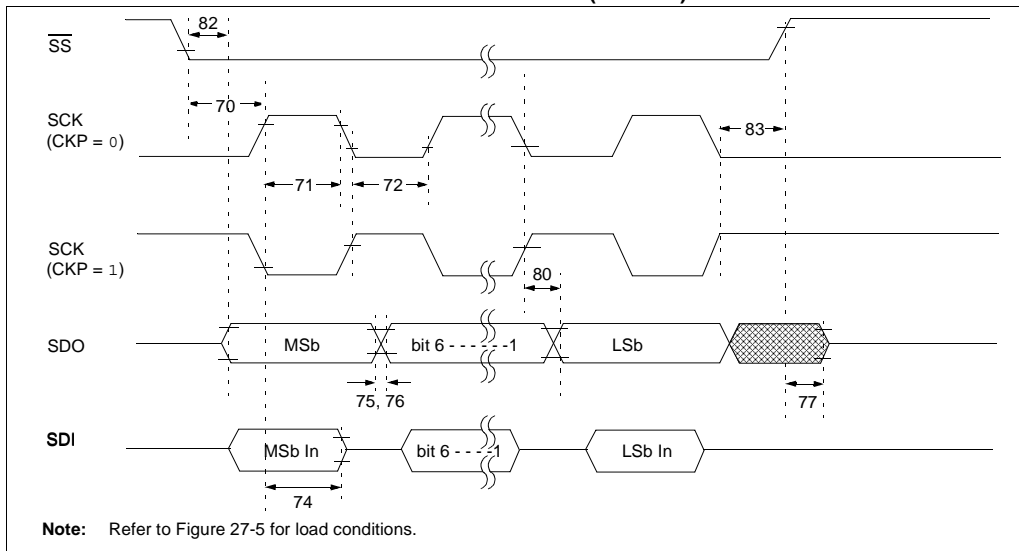 82
SS
70
SCK
(CKP = 0)
83
71
72
SCK
(CKP = 1)
80
SDO
MSb
bit 6 - - - - - -1
LSb
75, 76
77
SDI
MSb In
bit 6 - - - -1
LSb In
74
Note: Refer to Figure 27-5 for load conditions.